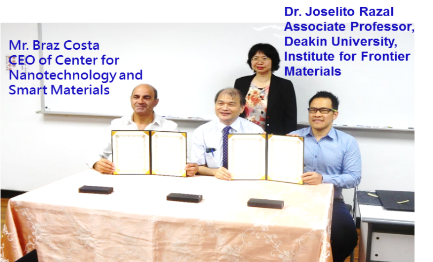 Dr. Joselito Razal
Associate Professor,
Deakin University,
Institute for Frontier
Materials
Mr. Braz Costa
CEO of Center for
Nanotechnology and
Smart Materials